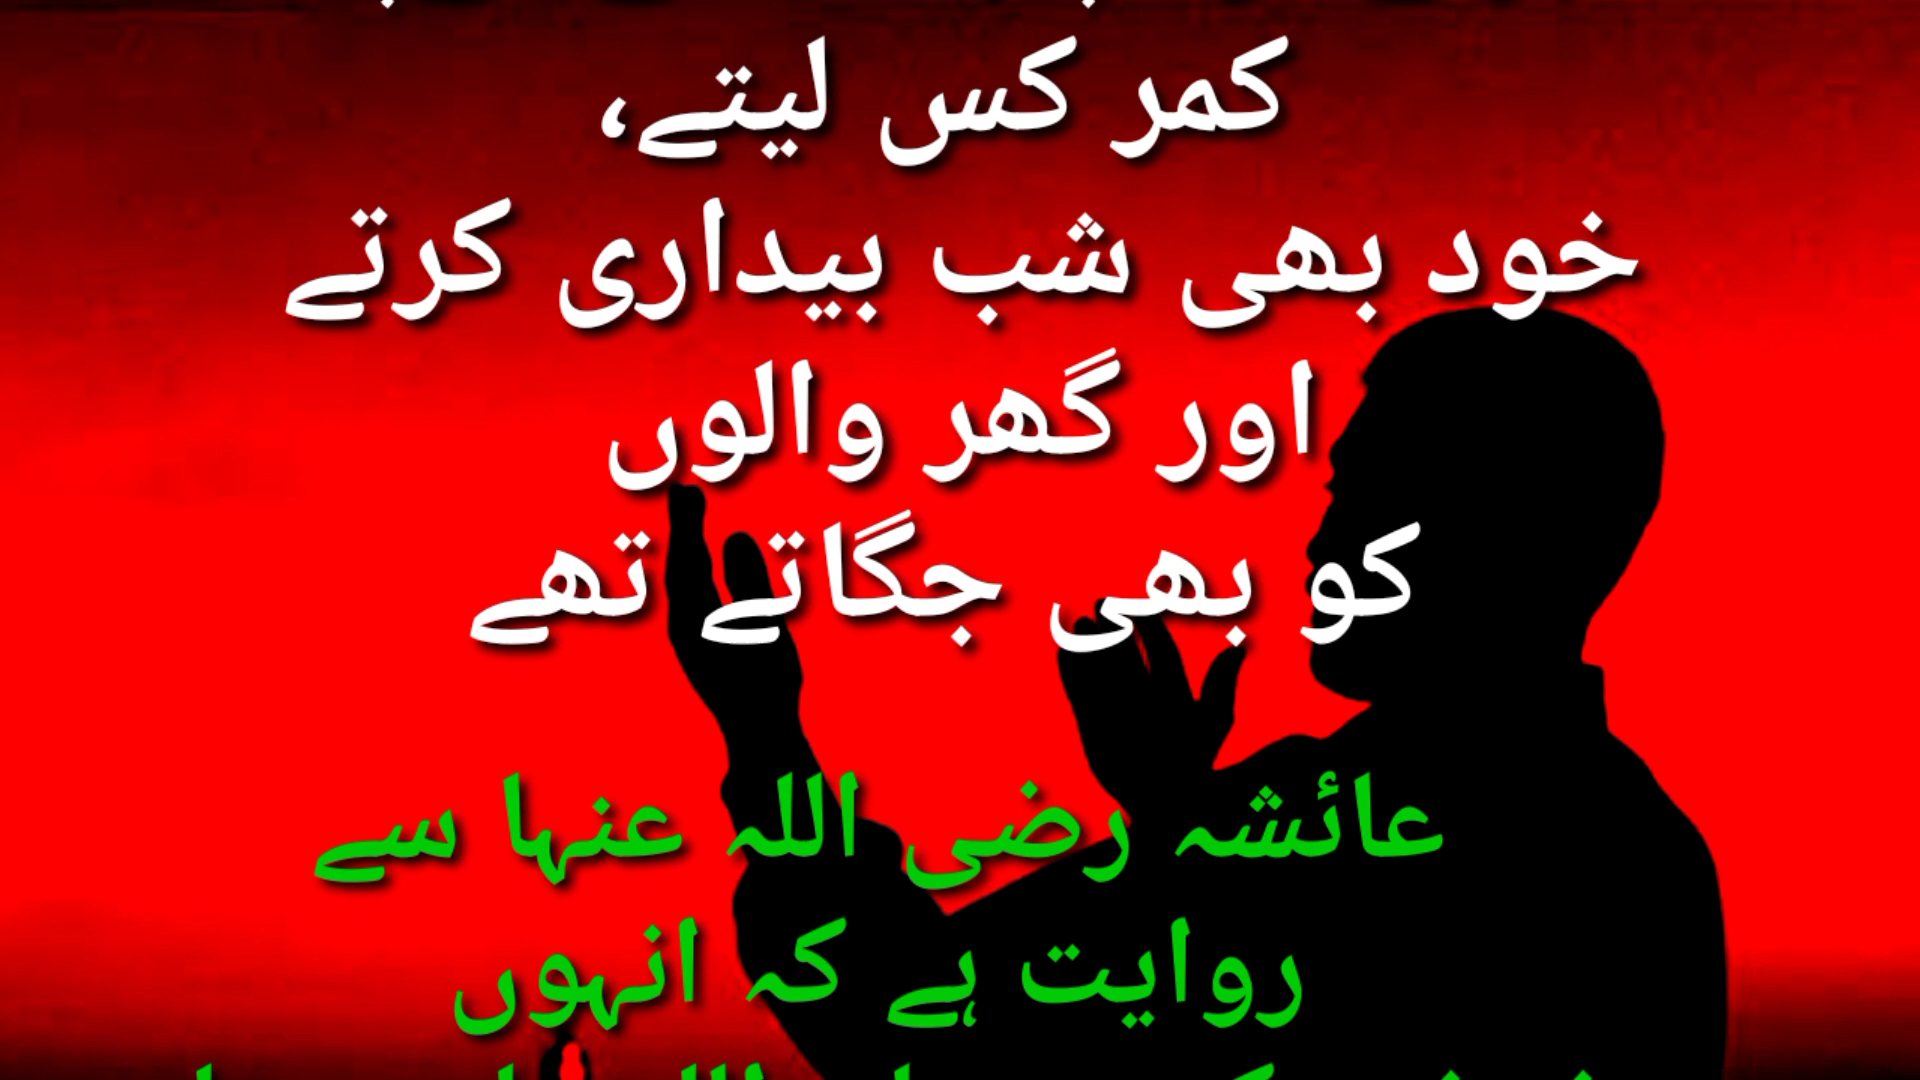 کمر کس لیتے،
خود بھی شب بیداری کرتے
اور گھر والوں
کو بھی جگاتے تھے
عائشہ رضی اللہ عنہا سے
روایت ہے کہ انہوں